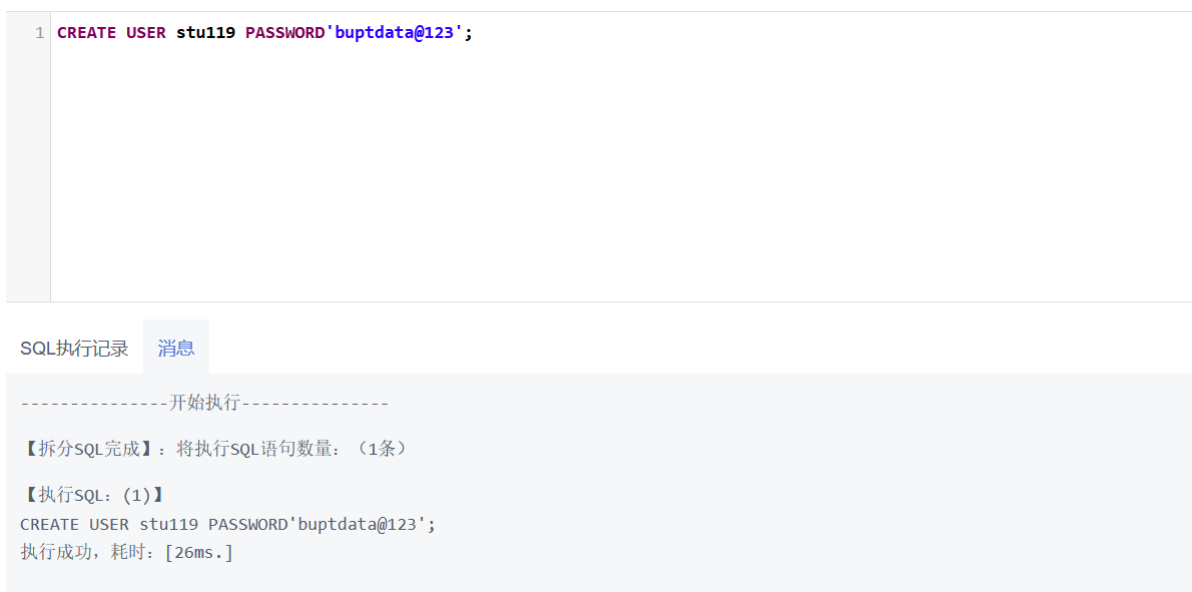 1 CREATE USER stu119 PASSWORD'buptdata@123';
SQL执行记录 消息
---------------开始执行---------------
【拆分SQL完成】：将执行SQL语句数量：（1条）
【执行SQL：(1)】
CREATE USER stu119 PASSWORD'buptdata@123';
执行成功，耗时：[26ms.]